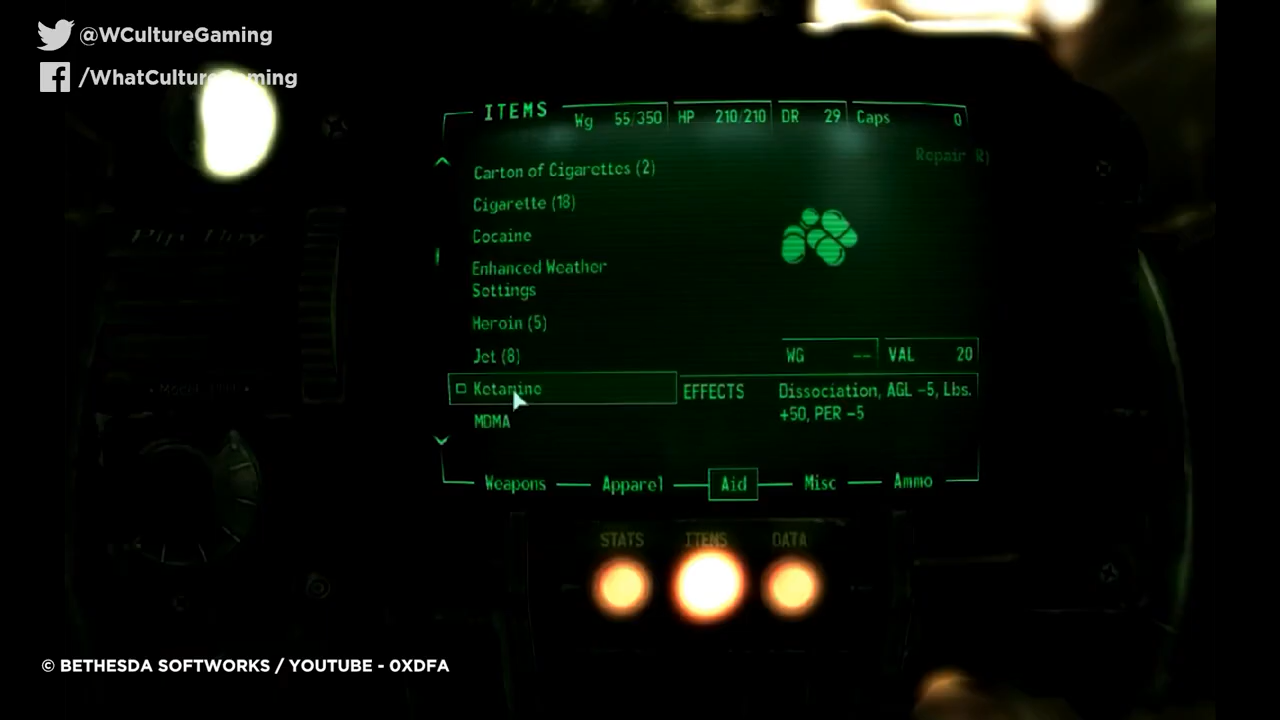 @WCultureGaming
/WhatCultureGaming
ITEMS Wg 55/350 HP 210/210 DR 29 Caps 0
Repair R)
Carton of Cigarettes (2)
Cigarette (18)
Cocaine
Enhanced Weather
Settings
Heroin (5)
Jet (8)
WG -- VAL 20
Ketamine EFFECTS Dissociation, AGL -5, Lbs.
+50, PER -5
MDMA
Weapons Apparel Aid Misc Ammo
STATS ITEMS DATA
© BETHESDA SOFTWORKS / YOUTUBE - 0XDFA